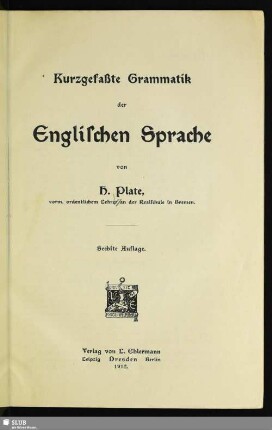 Kurzgefaßte Grammatik
der
Englischen Sprache
von
H. Plate,
vorm. ordentlichem Lehrer an der Realschule in Bremen.
Auflage.
Verlag von L. Ehlermann
Leipzig Dresden Berlin
1912.
SLUB